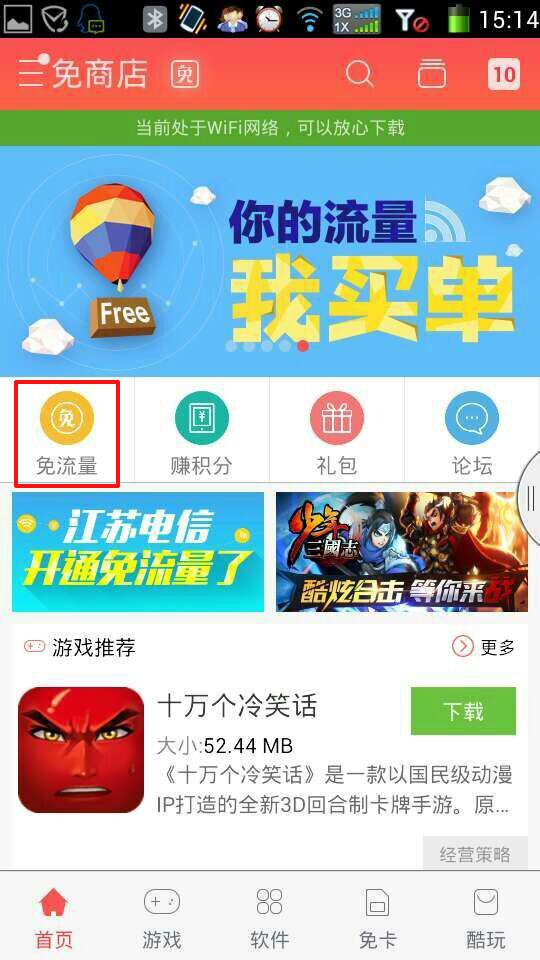 3G
1X
15:14
免商店
免
10
当前处于WiFi网络，可以放心下载
你的流量
我买单
Free
免
免流量
赚积分
礼包
论坛
江苏电信
开通免流量了
少年
三國志
酷炫合击 等你来战
游戏推荐
更多
十万个冷笑话
下载
大小:52.44 MB
《十万个冷笑话》是一款以国民级动漫
IP打造的全新3D回合制卡牌手游。原...
经营策略
首页
游戏
软件
免卡
酷玩